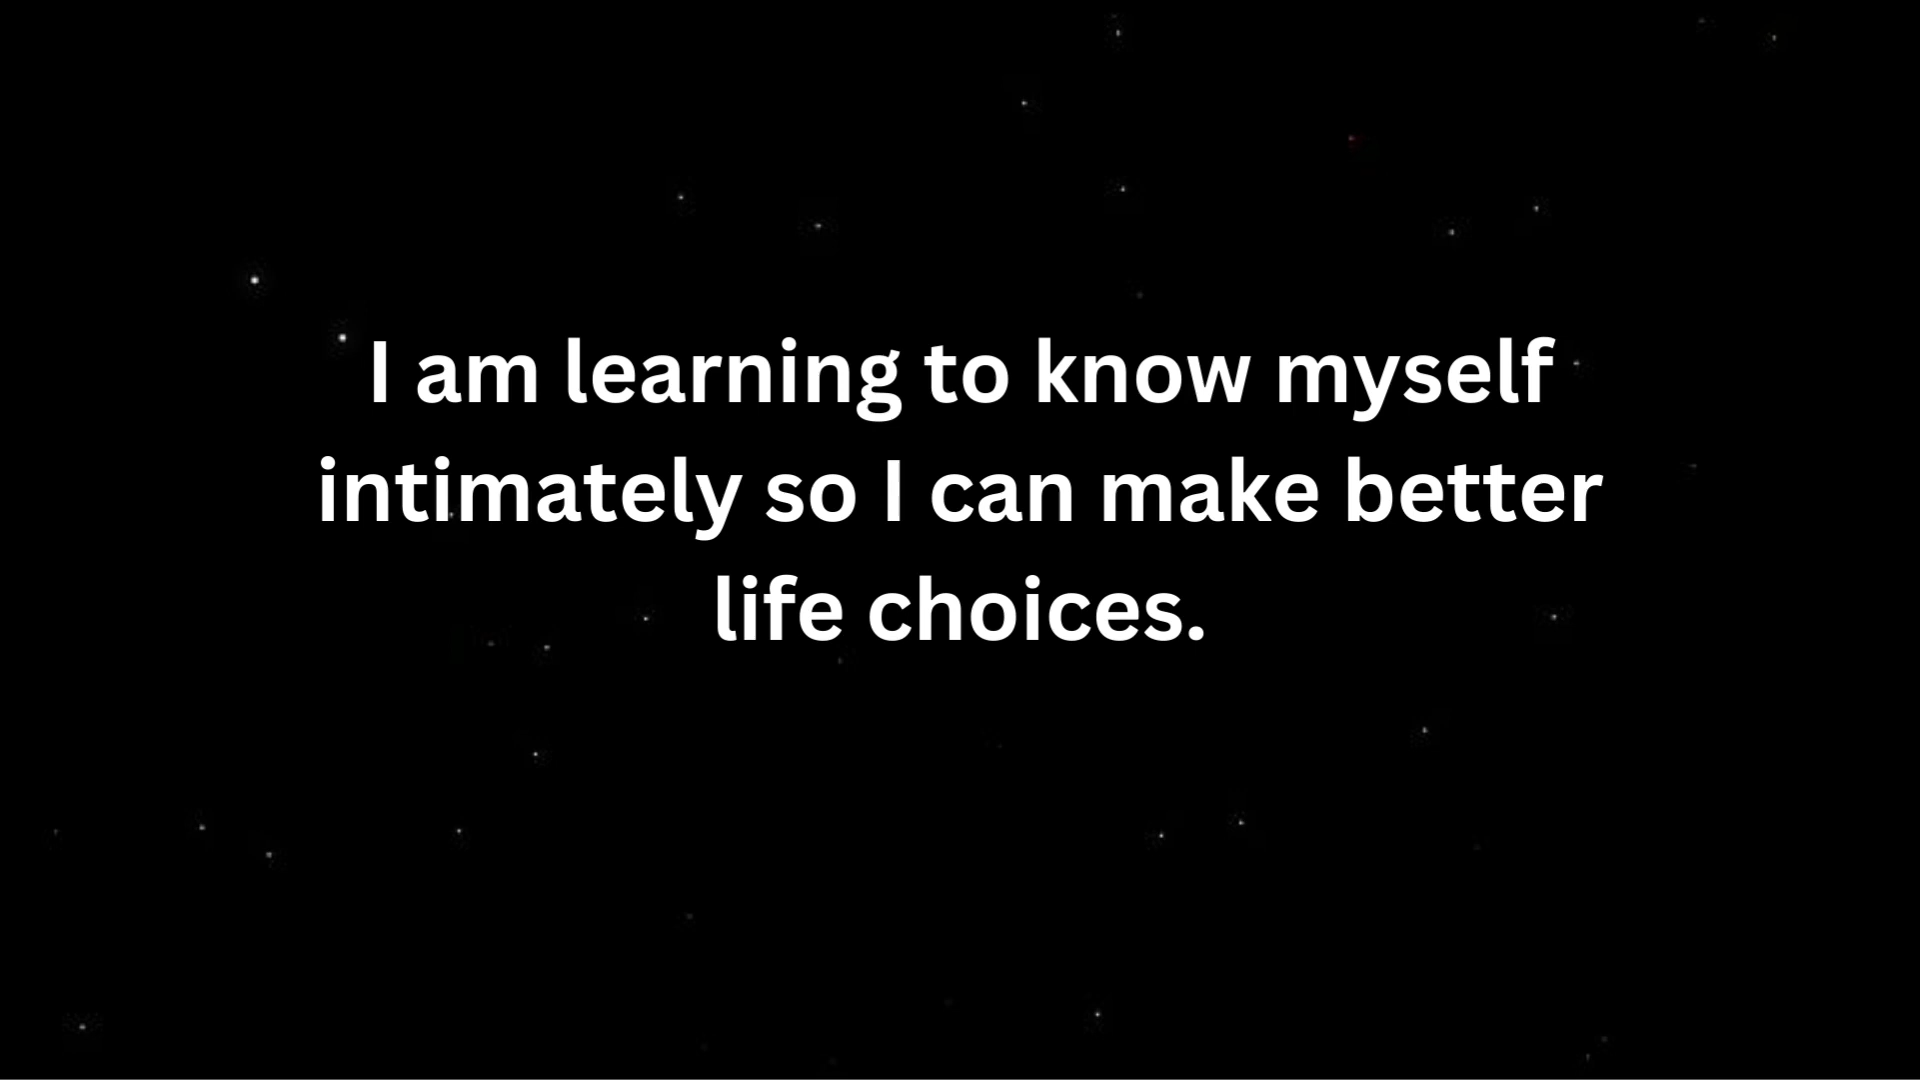 I am learning to know myself
intimately so I can make better
life choices.